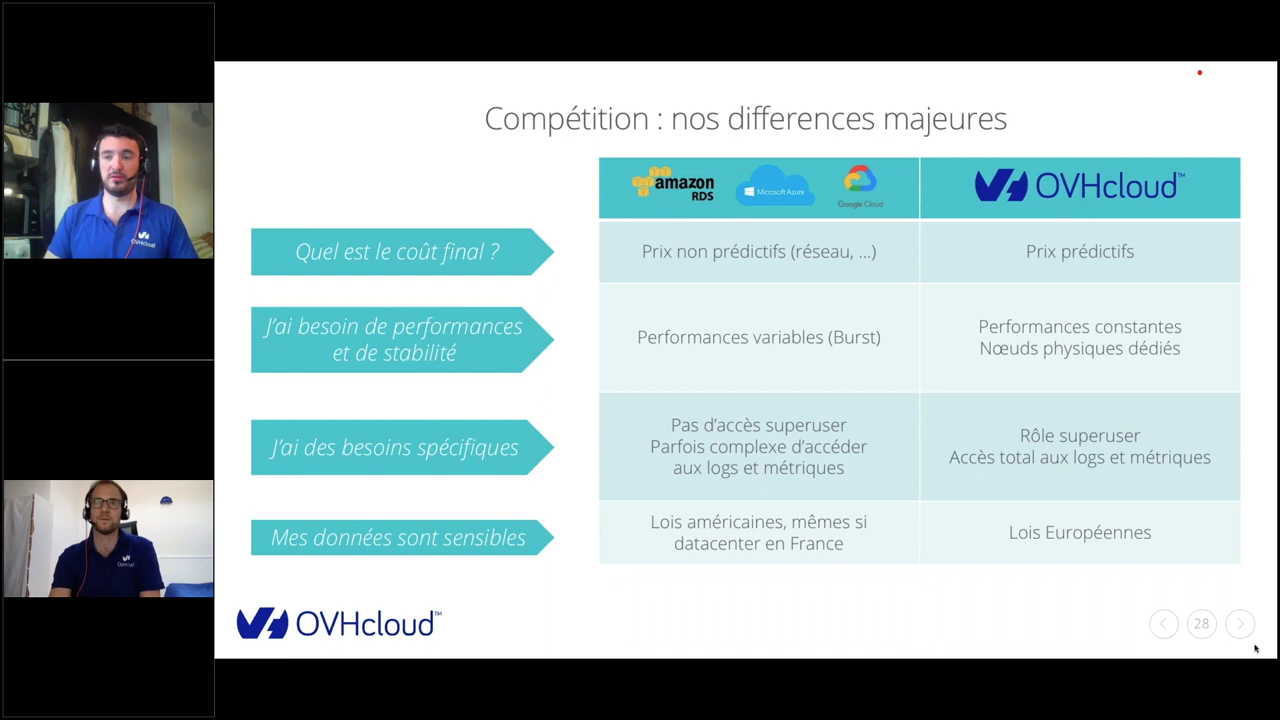 Compétition : nos differences majeures
amazon
RDS
Microsoft Azure
Google Cloud
OVHcloud™
Quel est le coût final ?
Prix non prédictifs (réseau, ...)
Prix prédictifs
J'ai besoin de performances
et de stabilité
Performances variables (Burst)
Performances constantes
Nœuds physiques dédiés
J'ai des besoins spécifiques
Pas d'accès superuser
Parfois complexe d'accéder
aux logs et métriques
Rôle superuser
Accès total aux logs et métriques
Mes données sont sensibles
Lois américaines, mêmes si
datacenter en France
Lois Européennes
OVHcloud™
28
OVHcloud
OVHcloud